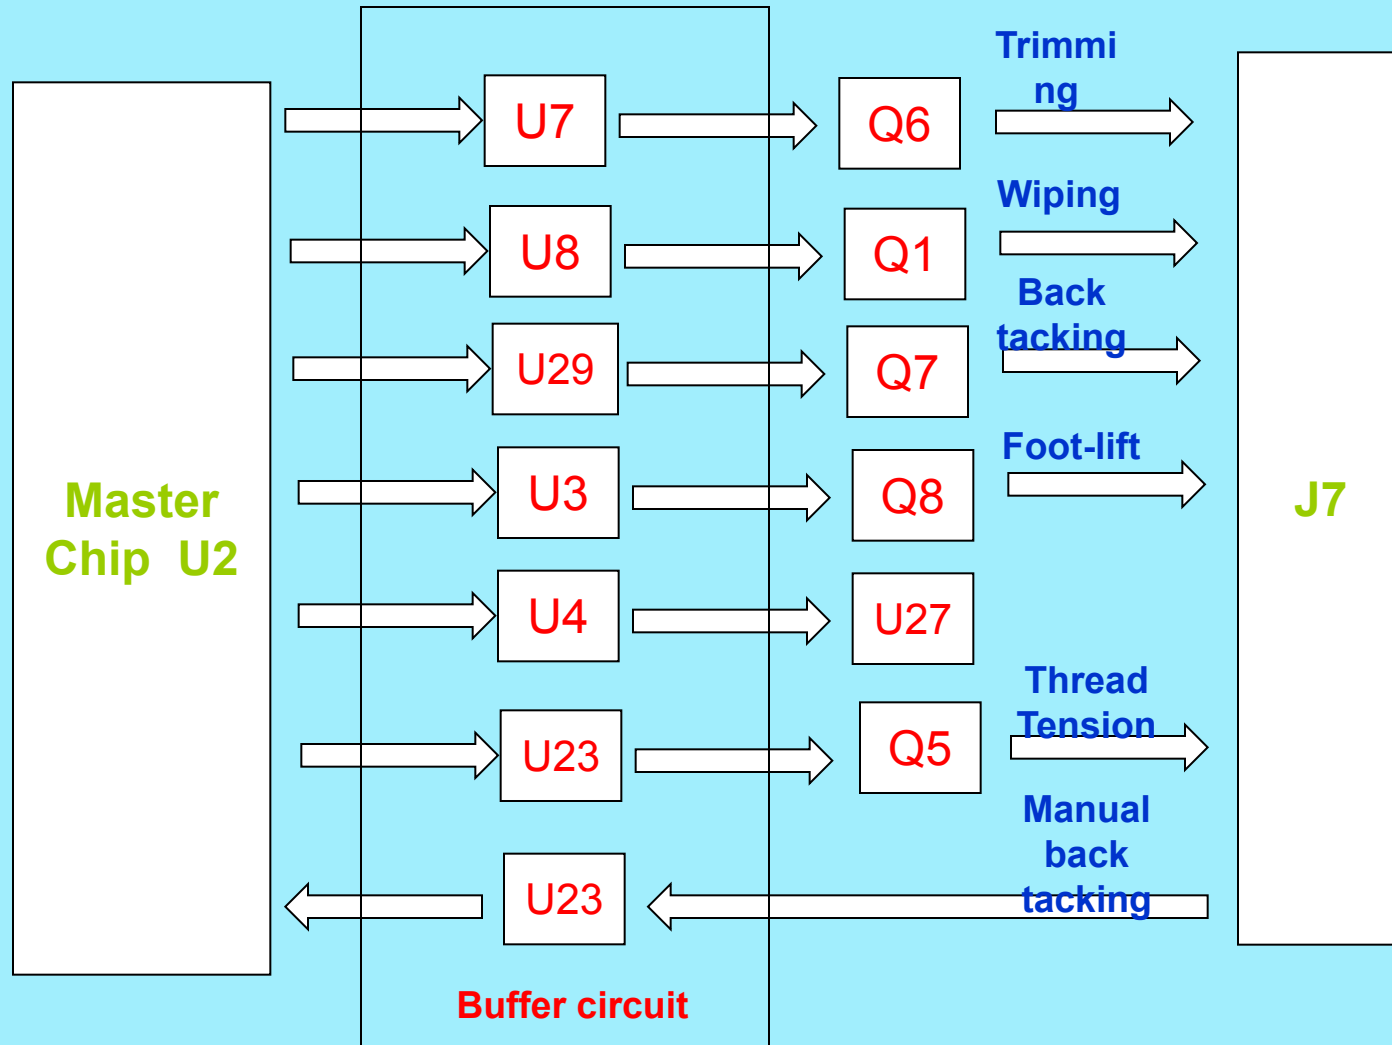 Trimmi
ng
U7
Q6
Wiping
U8
Q1
Back
tacking
U29
Q7
Foot-lift
Master
Chip U2
U3
Q8
J7
U4
U27
Thread
Tension
U23
Q5
Manual
back
tacking
U23
Buffer circuit